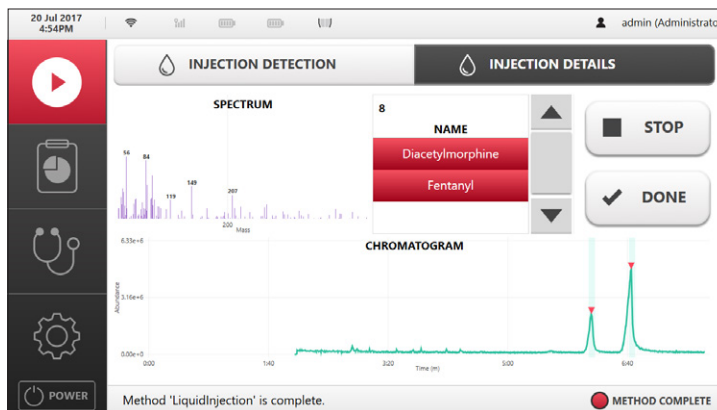 20 Jul 2017
4:54PM
admin (Administrato
INJECTION DETECTION
INJECTION DETAILS
SPECTRUM
56
84
119
149
207
200
Mass
8
NAME
Diacetylmorphine
Fentanyl
STOP
DONE
CHROMATOGRAM
6.33e+6
3.16e+6
0.00e+0
Abundance
0:00
1:40
3:20
5:00
6:40
Time (m)
POWER
Method 'LiquidInjection' is complete.
METHOD COMPLETE